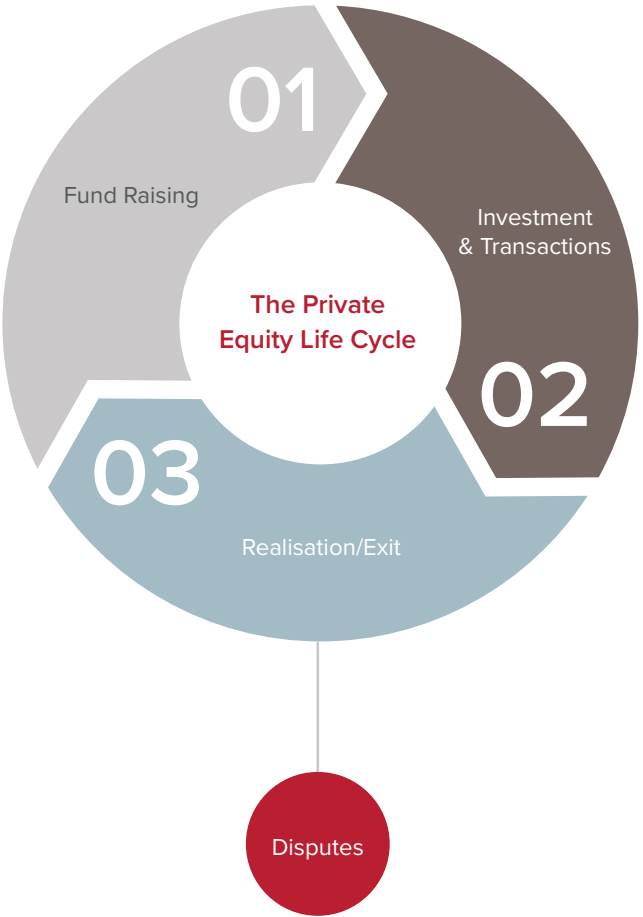 01
Fund Raising
Investment
& Transactions
The Private
Equity Life Cycle
02
03
Realisation/Exit
Disputes